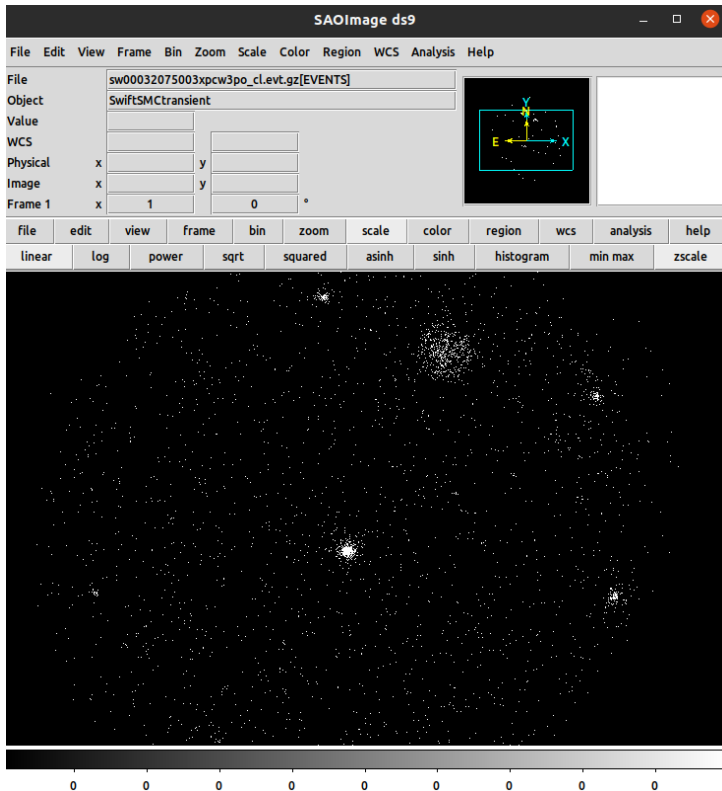 SAOImage ds9
File Edit View Frame Bin Zoom Scale Color Region WCS Analysis Help
File sw00032075003xpcw3po_cl.evt.gz[EVENTS]
Object SwiftSMCtransient
Value
WCS
Physical x y
Image x y
Frame 1 x 1 0 °
Y
N
E X
file edit view frame bin zoom scale color region wcs analysis help
linear log power sqrt squared asinh sinh histogram min max zscale
0 0 0 0 0 0 0 0 0